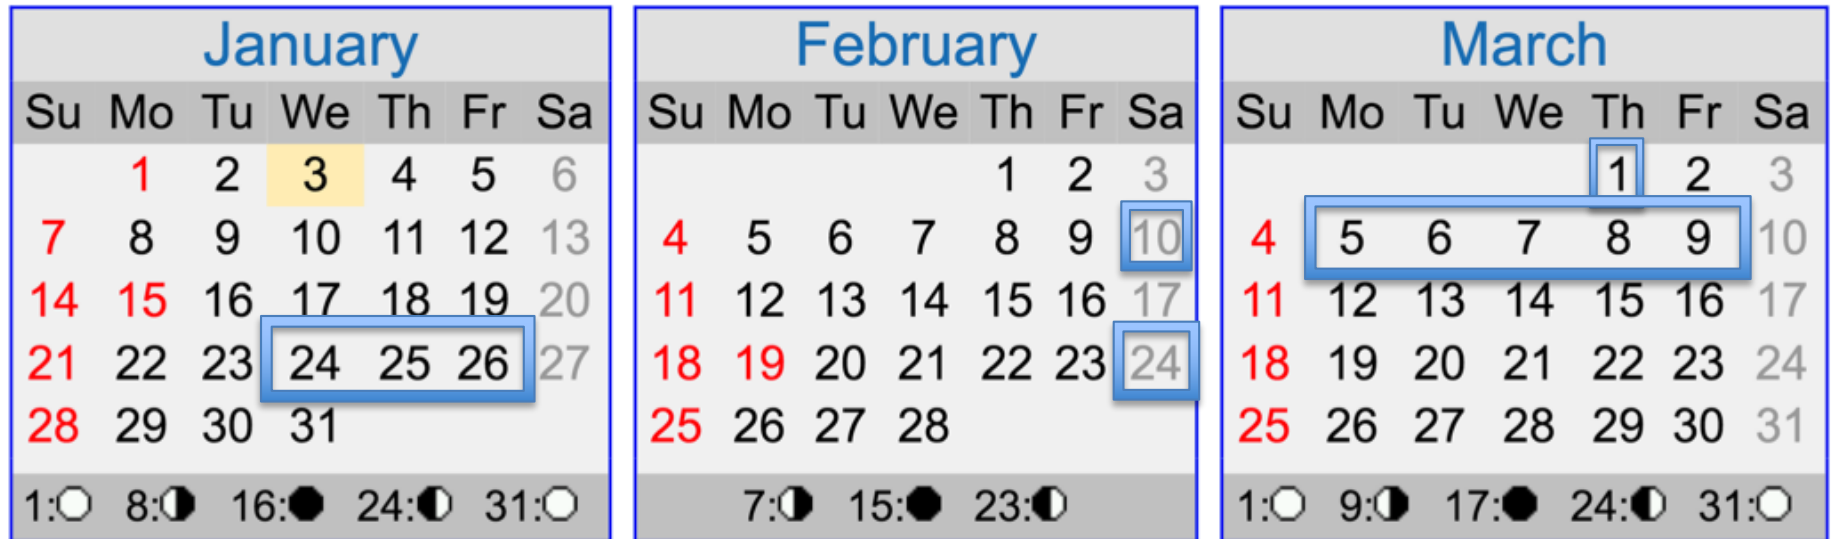 January
Su Mo Tu We Th Fr Sa
1 2 3 4 5 6
7 8 9 10 11 12 13
14 15 16 17 18 19 20
21 22 23 24 25 26 27
28 29 30 31
1: 8: 16: 24: 31:
February
Su Mo Tu We Th Fr Sa
1 2 3
4 5 6 7 8 9 10
11 12 13 14 15 16 17
18 19 20 21 22 23 24
25 26 27 28
7: 15: 23:
March
Su Mo Tu We Th Fr Sa
1 2 3
4 5 6 7 8 9 10
11 12 13 14 15 16 17
18 19 20 21 22 23 24
25 26 27 28 29 30 31
1: 9: 17: 24: 31: